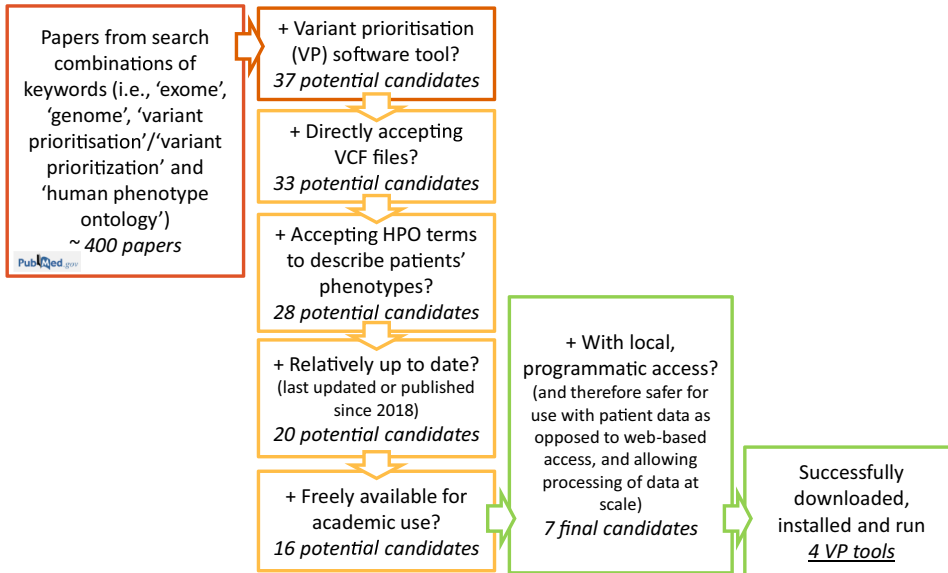 Papers from search
combinations of
keywords (i.e., ‘exome’,
‘genome’, ‘variant
prioritisation’/‘variant
prioritization’ and
‘human phenotype
ontology’)
~ 400 papers
PubMed.gov
+ Variant prioritisation
(VP) software tool?
37 potential candidates
+ Directly accepting
VCF files?
33 potential candidates
+ Accepting HPO terms
to describe patients’
phenotypes?
28 potential candidates
+ Relatively up to date?
(last updated or published
since 2018)
20 potential candidates
+ Freely available for
academic use?
16 potential candidates
+ With local,
programmatic access?
(and therefore safer for
use with patient data as
opposed to web-based
access, and allowing
processing of data at
scale)
7 final candidates
Successfully
downloaded,
installed and run
4 VP tools